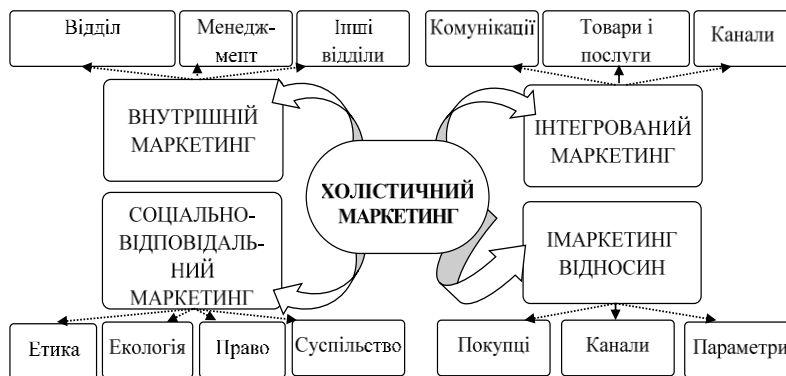 Відділ
Менедж-
мент
Інші
відділи
Комунікації
Товари і
послуги
Канали
ВНУТРІШНІЙ
МАРКЕТИНГ
ІНТЕГРОВАНИЙ
МАРКЕТИНГ
ХОЛІСТИЧНИЙ
МАРКЕТИНГ
СОЦІАЛЬНО-
ВІДПОВІДАЛЬ-
НИЙ
МАРКЕТИНГ
ІМАРКЕТИНГ
ВІДНОСИН
Етика
Екологія
Право
Суспільство
Покупці
Канали
Параметри